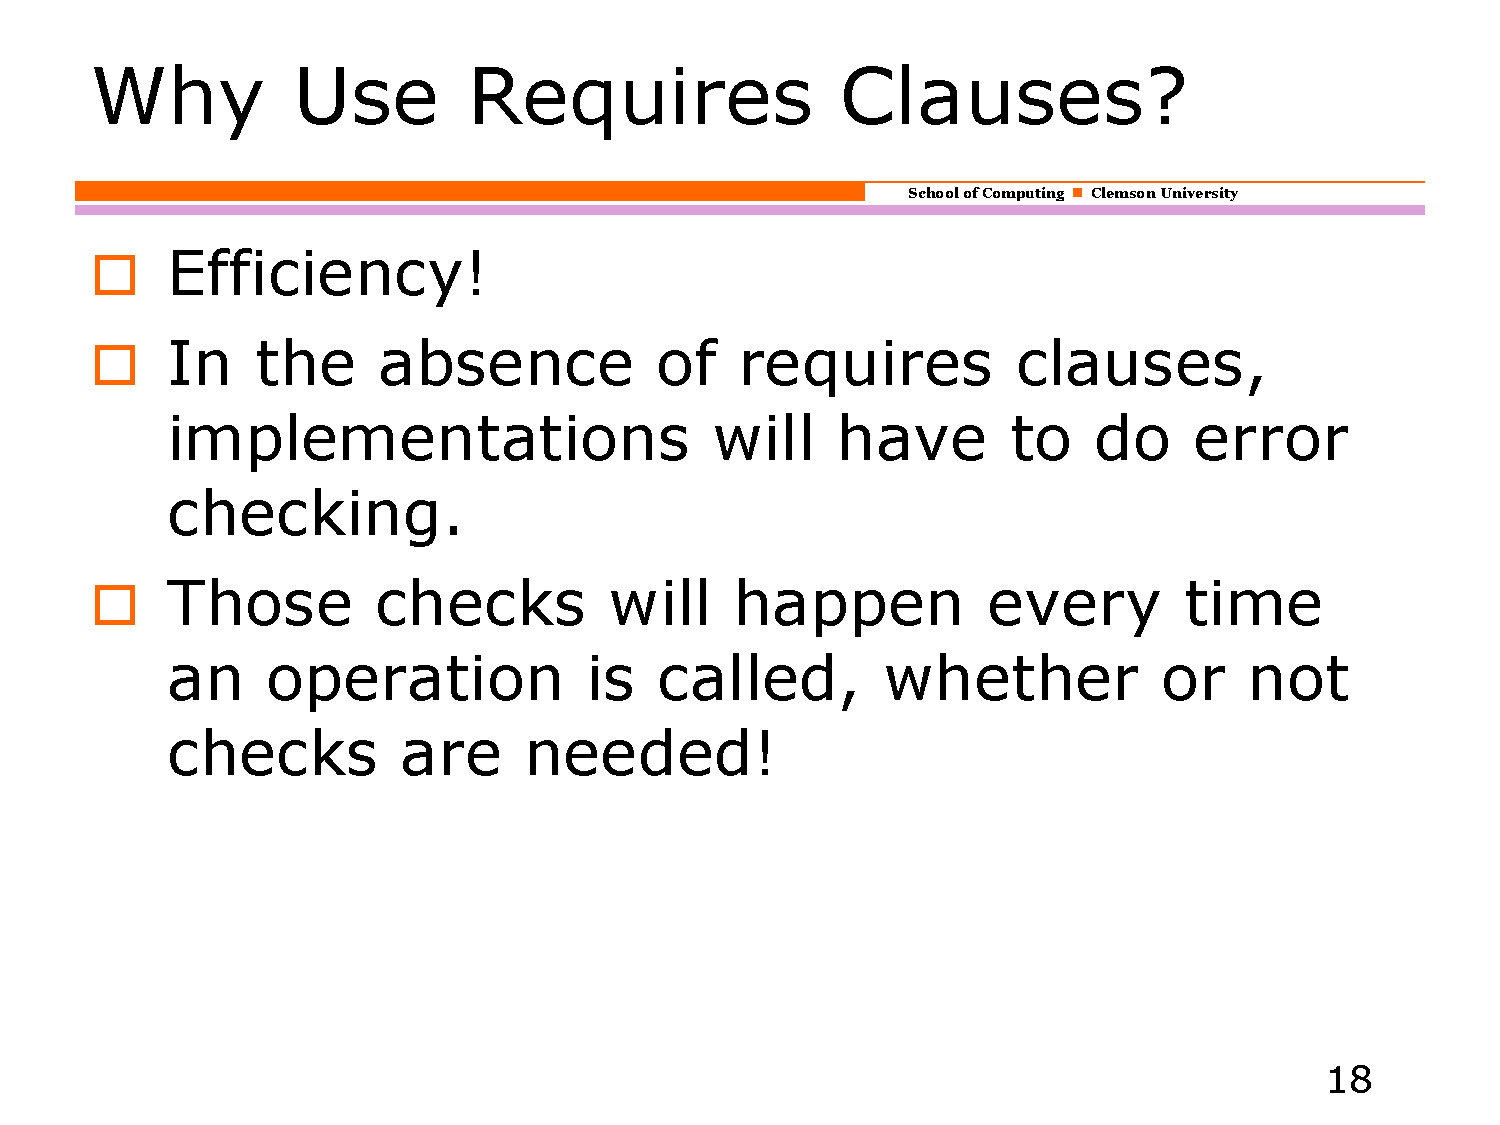 Why Use Requires Clauses?
School of Computing ■ Clemson University
Efficiency!
In the absence of requires clauses,
implementations will have to do error
checking.
Those checks will happen every time
an operation is called, whether or not
checks are needed!
18